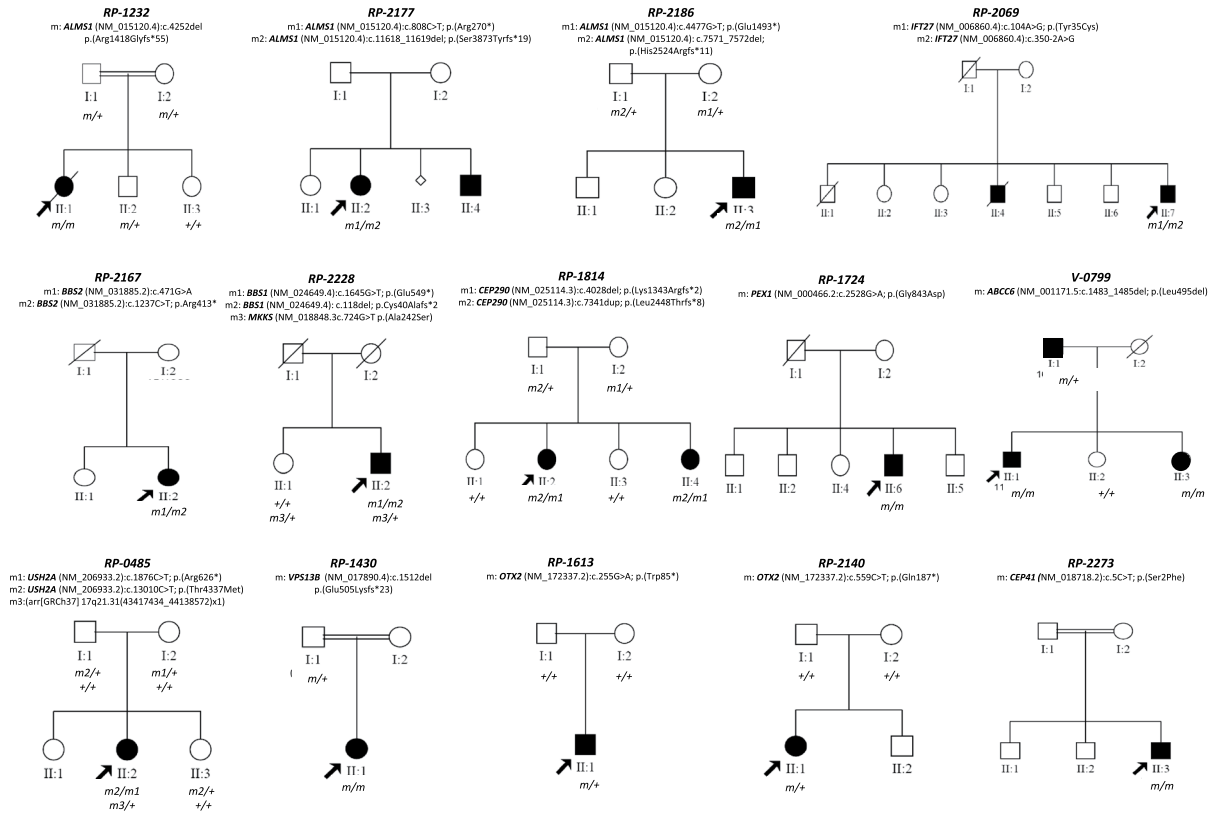 RP-1232
m: ALMS1 (NM_015120.4):c.4252del
p.(Arg1418Glyfs*55)
I:1
I:2
m/+
m/+
II:1
II:2
II:3
m/m
m/+
+/+
RP-2177
m1: ALMS1 (NM_015120.4):c.808C>T; p.(Arg270*)
m2: ALMS1 (NM_015120.4):c.11618_11619del; p.(Ser3873Tyrfs*19)
I:1
I:2
II:1
II:2
II:3
II:4
m1/m2
RP-2186
m1: ALMS1 (NM_015120.4):c.4477G>T; p.(Glu1493*)
m2: ALMS1 (NM_015120.4): c.7571_7572del;
p.(His2524Argfs*11)
I:1
I:2
m2/+
m1/+
II:1
II:2
II:3
m2/m1
RP-2069
m1: IFT27 (NM_006860.4):c.104A>G; p.(Tyr35Cys)
m2: IFT27 (NM_006860.4):c.350-2A>G
I:1
I:2
II:1
II:2
II:3
II:4
II:5
II:6
II:7
m1/m2
RP-2167
m1: BBS2 (NM_031885.2):c.471G>A
m2: BBS2 (NM_031885.2):c.1237C>T; p.Arg413*
I:1
I:2
II:1
II:2
m1/m2
RP-2228
m1: BBS1 (NM_024649.4):c.1645G>T; p.(Glu549*)
m2: BBS1 (NM_024649.4): c.118del; p.Cys40Alafs*2
m3: MKKS (NM_018848.3c.724G>T p.(Ala242Ser)
I:1
I:2
II:1
II:2
+/+
m1/m2
m3/+
m3/+
RP-1814
m1: CEP290 (NM_025114.3):c.4028del; p.(Lys1343Argfs*2)
m2: CEP290 (NM_025114.3):c.7341dup; p.(Leu2448Thrfs*8)
I:1
I:2
m2/+
m1/+
II:1
II:2
II:3
II:4
+/+
m2/m1
+/+
m2/m1
RP-1724
m: PEX1 (NM_000466.2:c.2528G>A; p.(Gly843Asp)
I:1
I:2
II:1
II:2
II:4
II:6
II:5
m/m
V-0799
m: ABCC6 (NM_001171.5:c.1483_1485del; p.(Leu495del)
I:1
I:2
m/+
II:1
II:2
II:3
11
m/m
+/+
m/m
RP-0485
m1: USH2A (NM_206933.2):c.1876C>T; p.(Arg626*)
m2: USH2A (NM_206933.2):c.13010C>T; p.(Thr4337Met)
m3:(arr[GRCh37] 17q21.31(43417434_44138572)x1)
I:1
I:2
m2/+
m1/+
+/+
+/+
II:1
II:2
II:3
m2/m1
m2/+
m3/+
+/+
RP-1430
m: VPS13B (NM_017890.4):c.1512del
p.(Glu505Lysfs*23)
I:1
I:2
m/+
II:1
m/m
RP-1613
m: OTX2 (NM_172337.2):c.255G>A; p.(Trp85*)
I:1
I:2
+/+
+/+
II:1
m/+
RP-2140
m: OTX2 (NM_172337.2):c.559C>T; p.(Gln187*)
I:1
I:2
+/+
+/+
II:1
II:2
m/+
RP-2273
m: CEP41 (NM_018718.2):c.5C>T; p.(Ser2Phe)
I:1
I:2
II:1
II:2
II:3
m/m